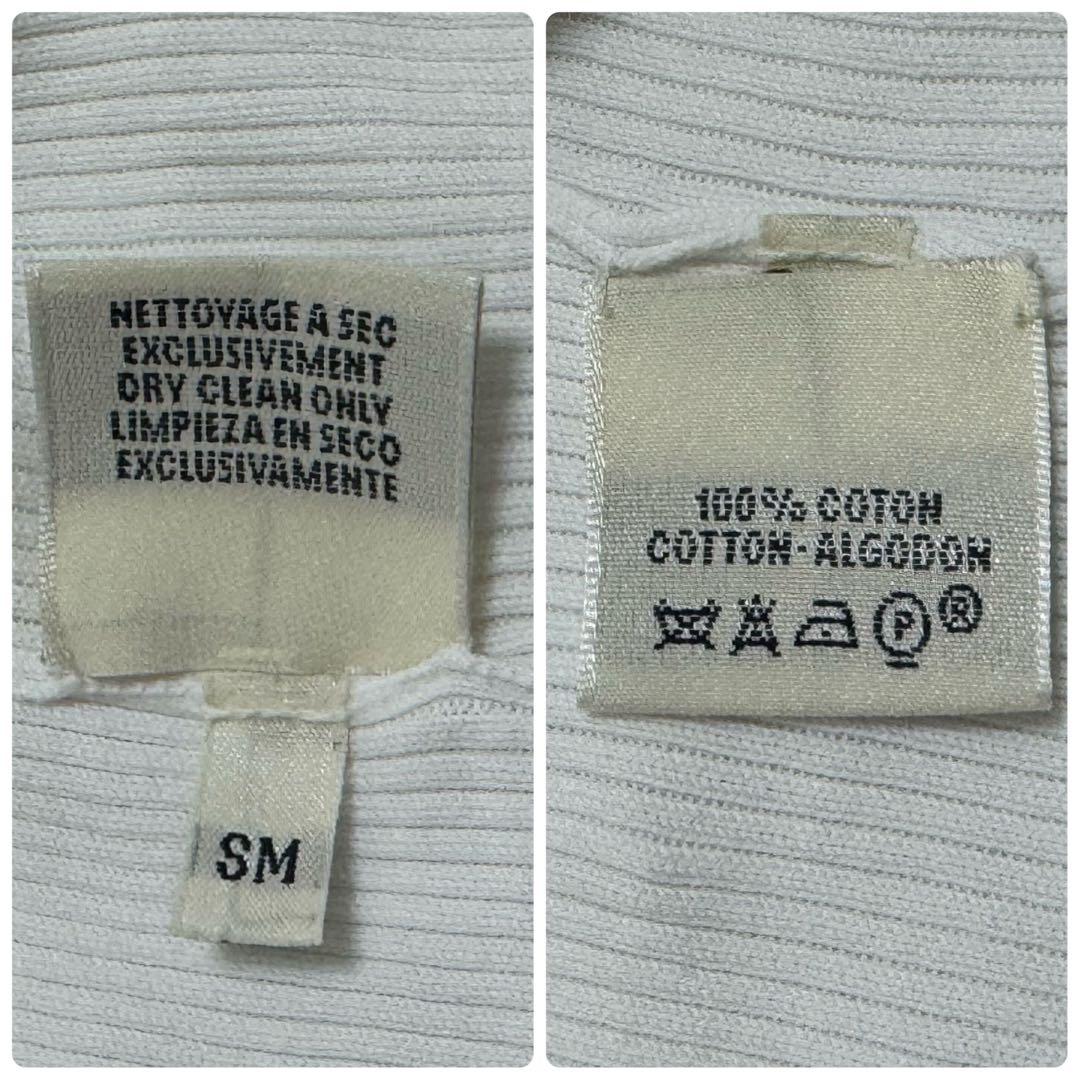 NETTOYAGE A SEC
EXCLUSIVEMENT
DRY CLEAN ONLY
LIMPIEZA EN SECO
EXCLUSIVAMENTE
SM
100% COTON
COTTON-ALGODON
P ®